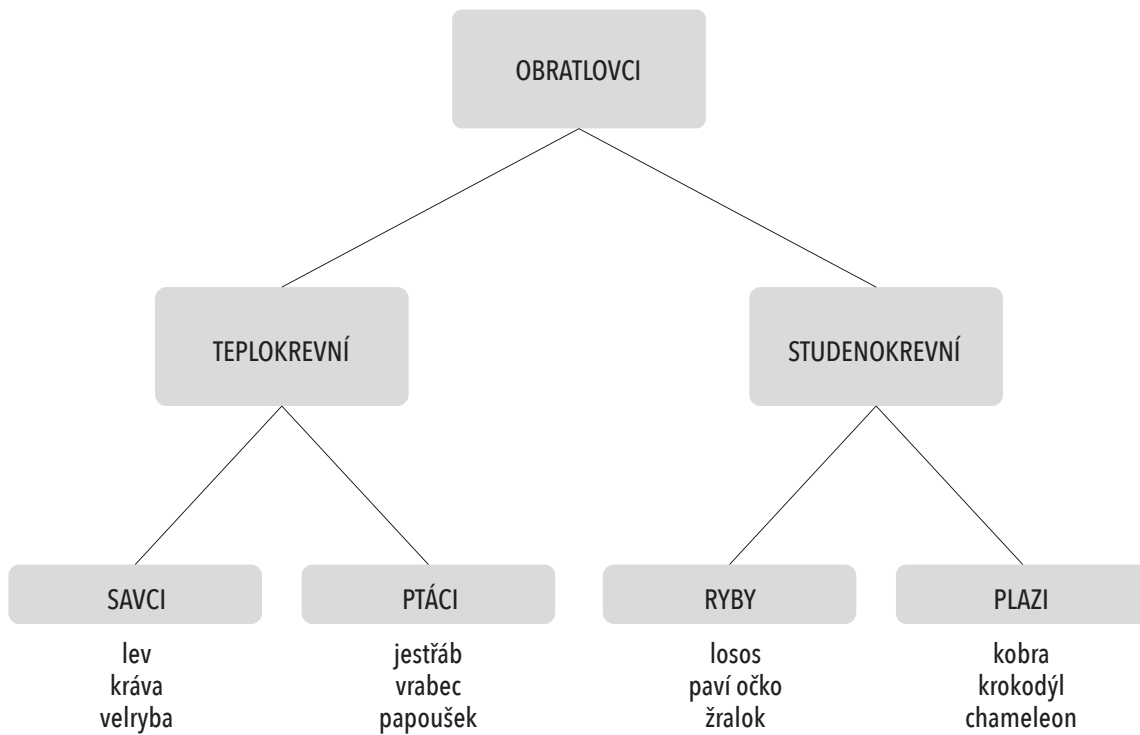 OBRATLOVCI
TEPLOKREVNÍ
STUDENOKREVNÍ
SAVCI
lev
kráva
velryba
PTÁCI
jestřáb
vrabec
papoušek
RYBY
losos
paví očko
žralok
PLAZI
kobra
krokodýl
chameleon